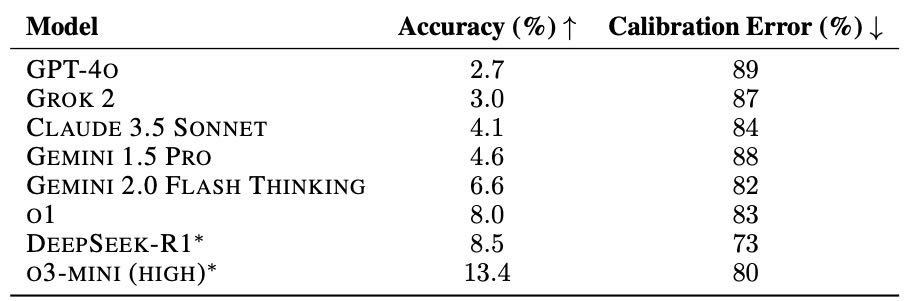 Model Accuracy (%) ↑ Calibration Error (%) ↓
GPT-4o 2.7 89
Grok 2 3.0 87
Claude 3.5 Sonnet 4.1 84
Gemini 1.5 Pro 4.6 88
Gemini 2.0 Flash Thinking 6.6 82
o1 8.0 83
DeepSeek-R1* 8.5 73
o3-mini (high)* 13.4 80